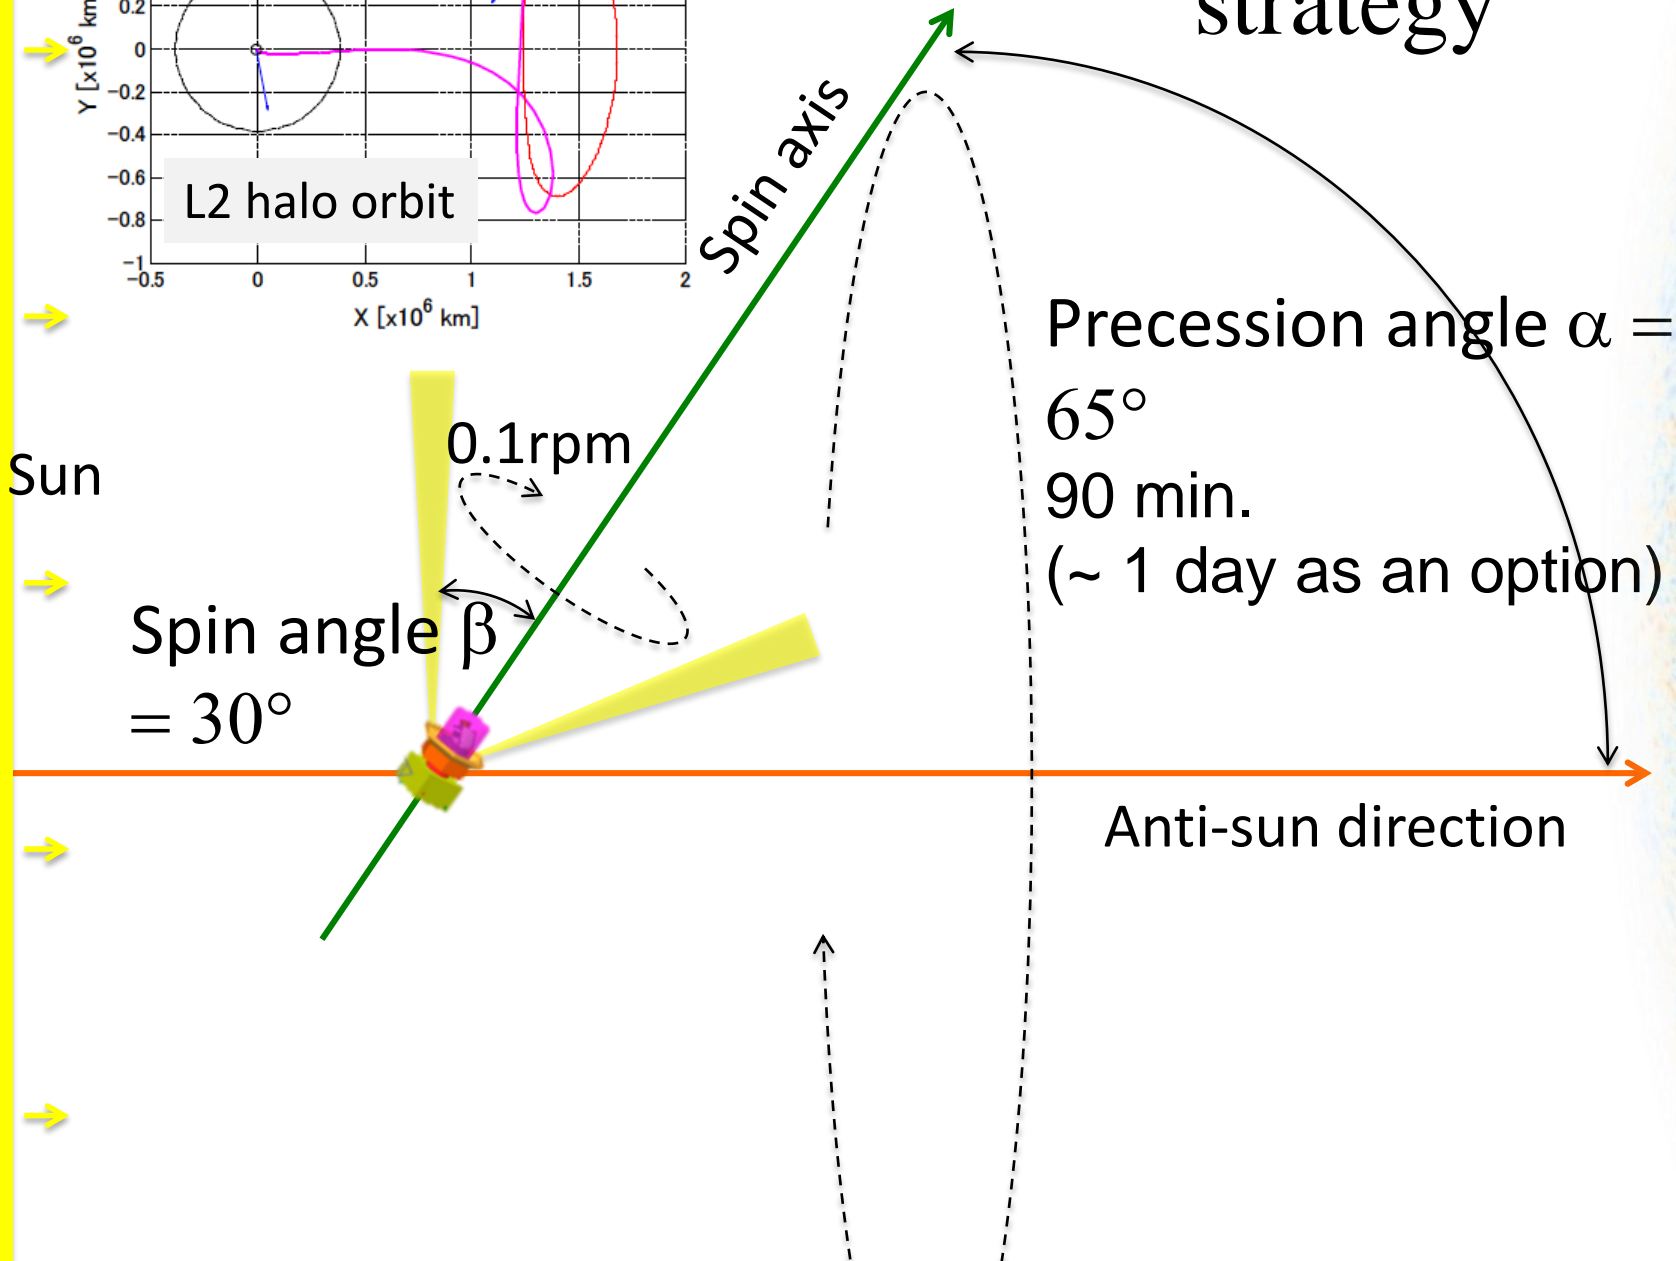 strategy
0.2
0
−0.2
−0.4
−0.6
−0.8
−1
Y [x10⁶ km
−0.5 0 0.5 1 1.5 2
X [x10⁶ km]
L2 halo orbit
Spin axis
Precession angle α =
65°
90 min.
(~ 1 day as an option)
0.1rpm
Sun
Spin angle β
= 30°
Anti-sun direction